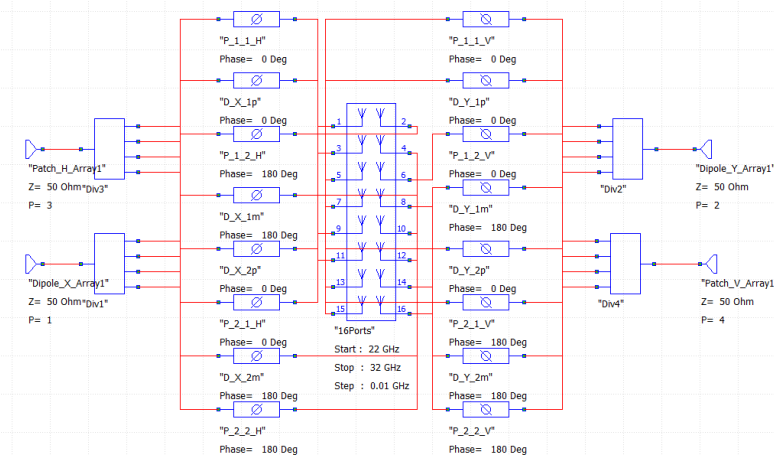 "P_1_1_H"
Phase= 0 Deg
"D_X_1p"
Phase= 0 Deg
"P_1_2_H"
Phase= 180 Deg
"D_X_1m"
Phase= 180 Deg
"D_X_2p"
Phase= 0 Deg
"P_2_1_H"
Phase= 0 Deg
"D_X_2m"
Phase= 180 Deg
"P_2_2_H"
Phase= 180 Deg
"Patch_H_Array1"
Z= 50 Ohm
"Div3"
P= 3
"Dipole_X_Array1"
Z= 50 Ohm
"Div1"
P= 1
1 2
3 4
5 6
7 8
9 10
11 12
13 14
15 16
"16Ports"
Start : 22 GHz
Stop : 32 GHz
Step : 0.01 GHz
"P_1_1_V"
Phase= 0 Deg
"D_Y_1p"
Phase= 0 Deg
"P_1_2_V"
Phase= 0 Deg
"D_Y_1m"
Phase= 180 Deg
"D_Y_2p"
Phase= 0 Deg
"P_2_1_V"
Phase= 180 Deg
"D_Y_2m"
Phase= 180 Deg
"P_2_2_V"
Phase= 180 Deg
"Div2"
"Dipole_Y_Array1"
Z= 50 Ohm
P= 2
"Div4"
"Patch_V_Array1
Z= 50 Ohm
P= 4